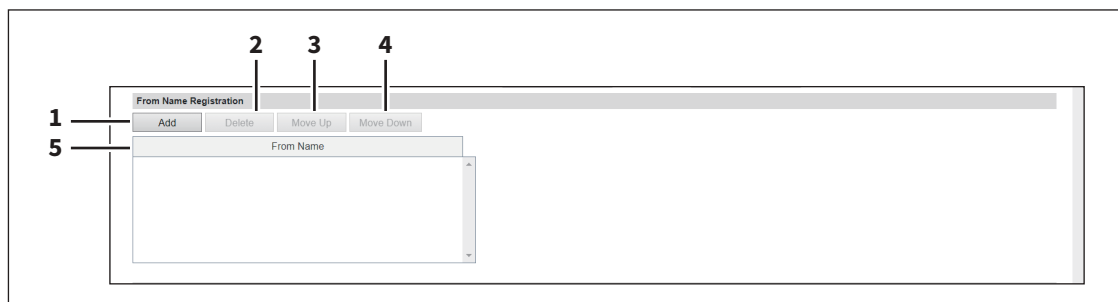 2 3 4
From Name Registration
1 Add Delete Move Up Move Down
5 From Name